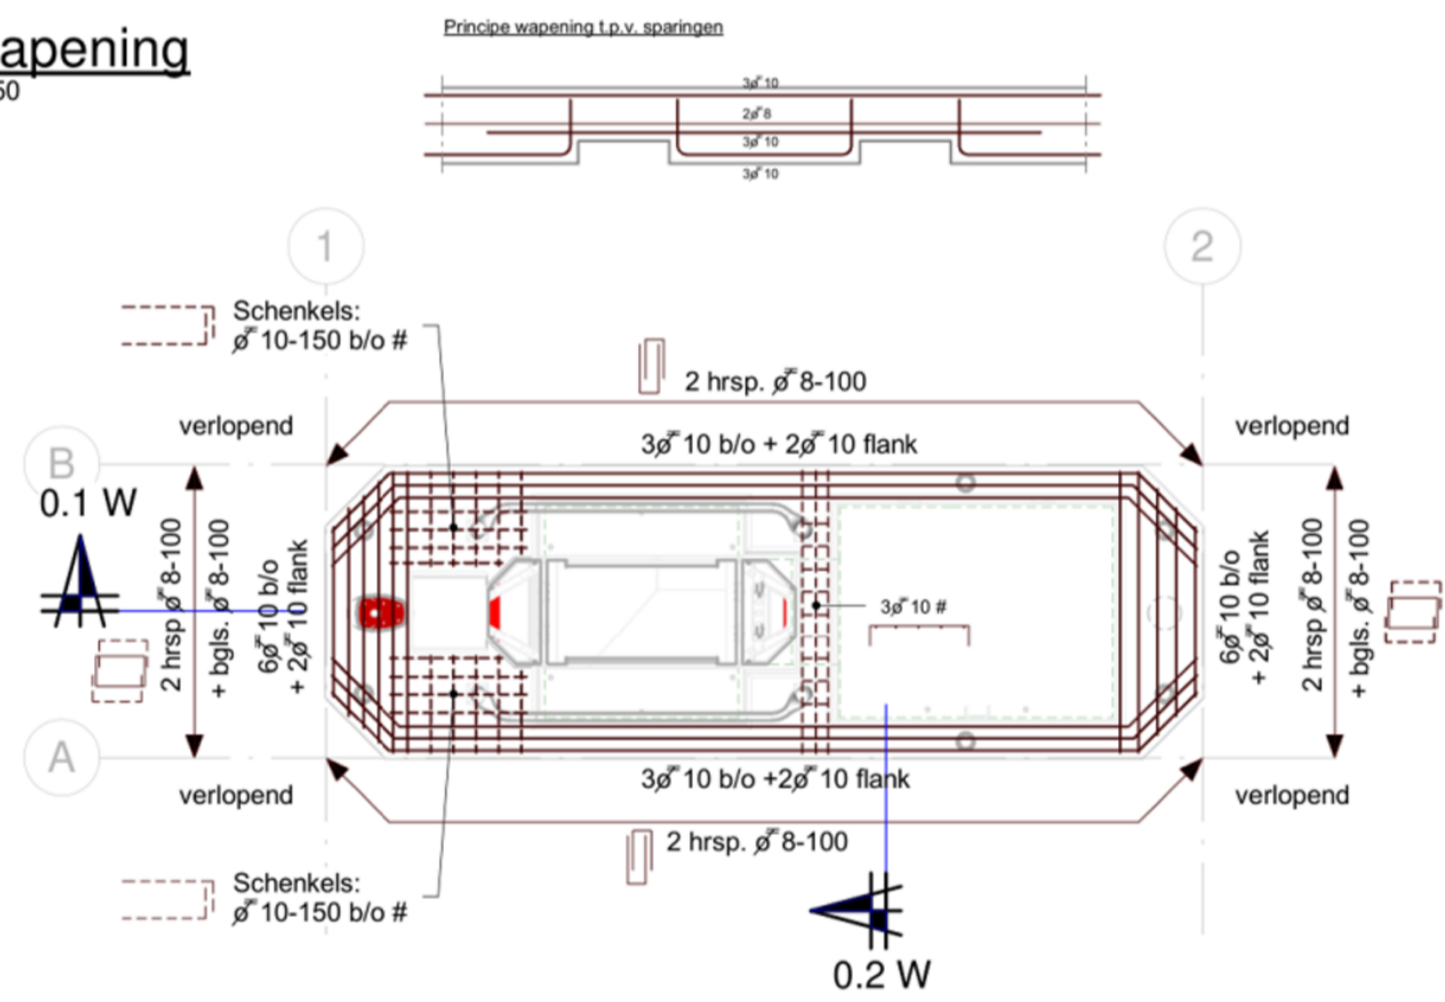 apening
50
Principe wapening t.p.v. sparingen
3ø 10
2ø 8
3ø 10
3ø 10
1
2
Schenkels:
ø 10-150 b/o #
2 hrsp. ø 8-100
verlopend
verlopend
3ø 10 b/o + 2ø 10 flank
B
0.1 W
2 hrsp ø 8-100
+ bgls. ø 8-100
6ø 10 b/o
+ 2ø 10 flank
3ø 10 #
6ø 10 b/o
+ 2ø 10 flank
2 hrsp ø 8-100
+ bgls. ø 8-100
A
3ø 10 b/o +2ø 10 flank
verlopend
verlopend
2 hrsp. ø 8-100
Schenkels:
ø 10-150 b/o #
0.2 W